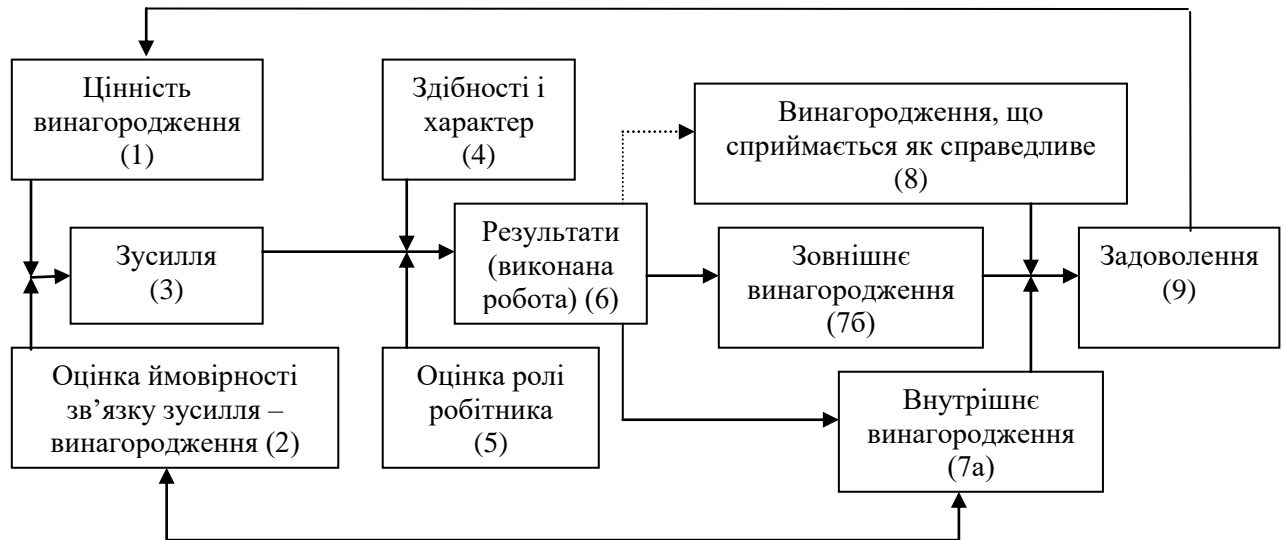 Цінність
винагородження
(1)
Здібності і
характер
(4)
Винагородження, що
сприймається як справедливе
(8)
Зусилля
(3)
Результати
(виконана
робота) (6)
Зовнішнє
винагородження
(7б)
Задоволення
(9)
Оцінка ймовірності
зв’язку зусилля –
винагородження (2)
Оцінка ролі
робітника
(5)
Внутрішнє
винагородження
(7а)